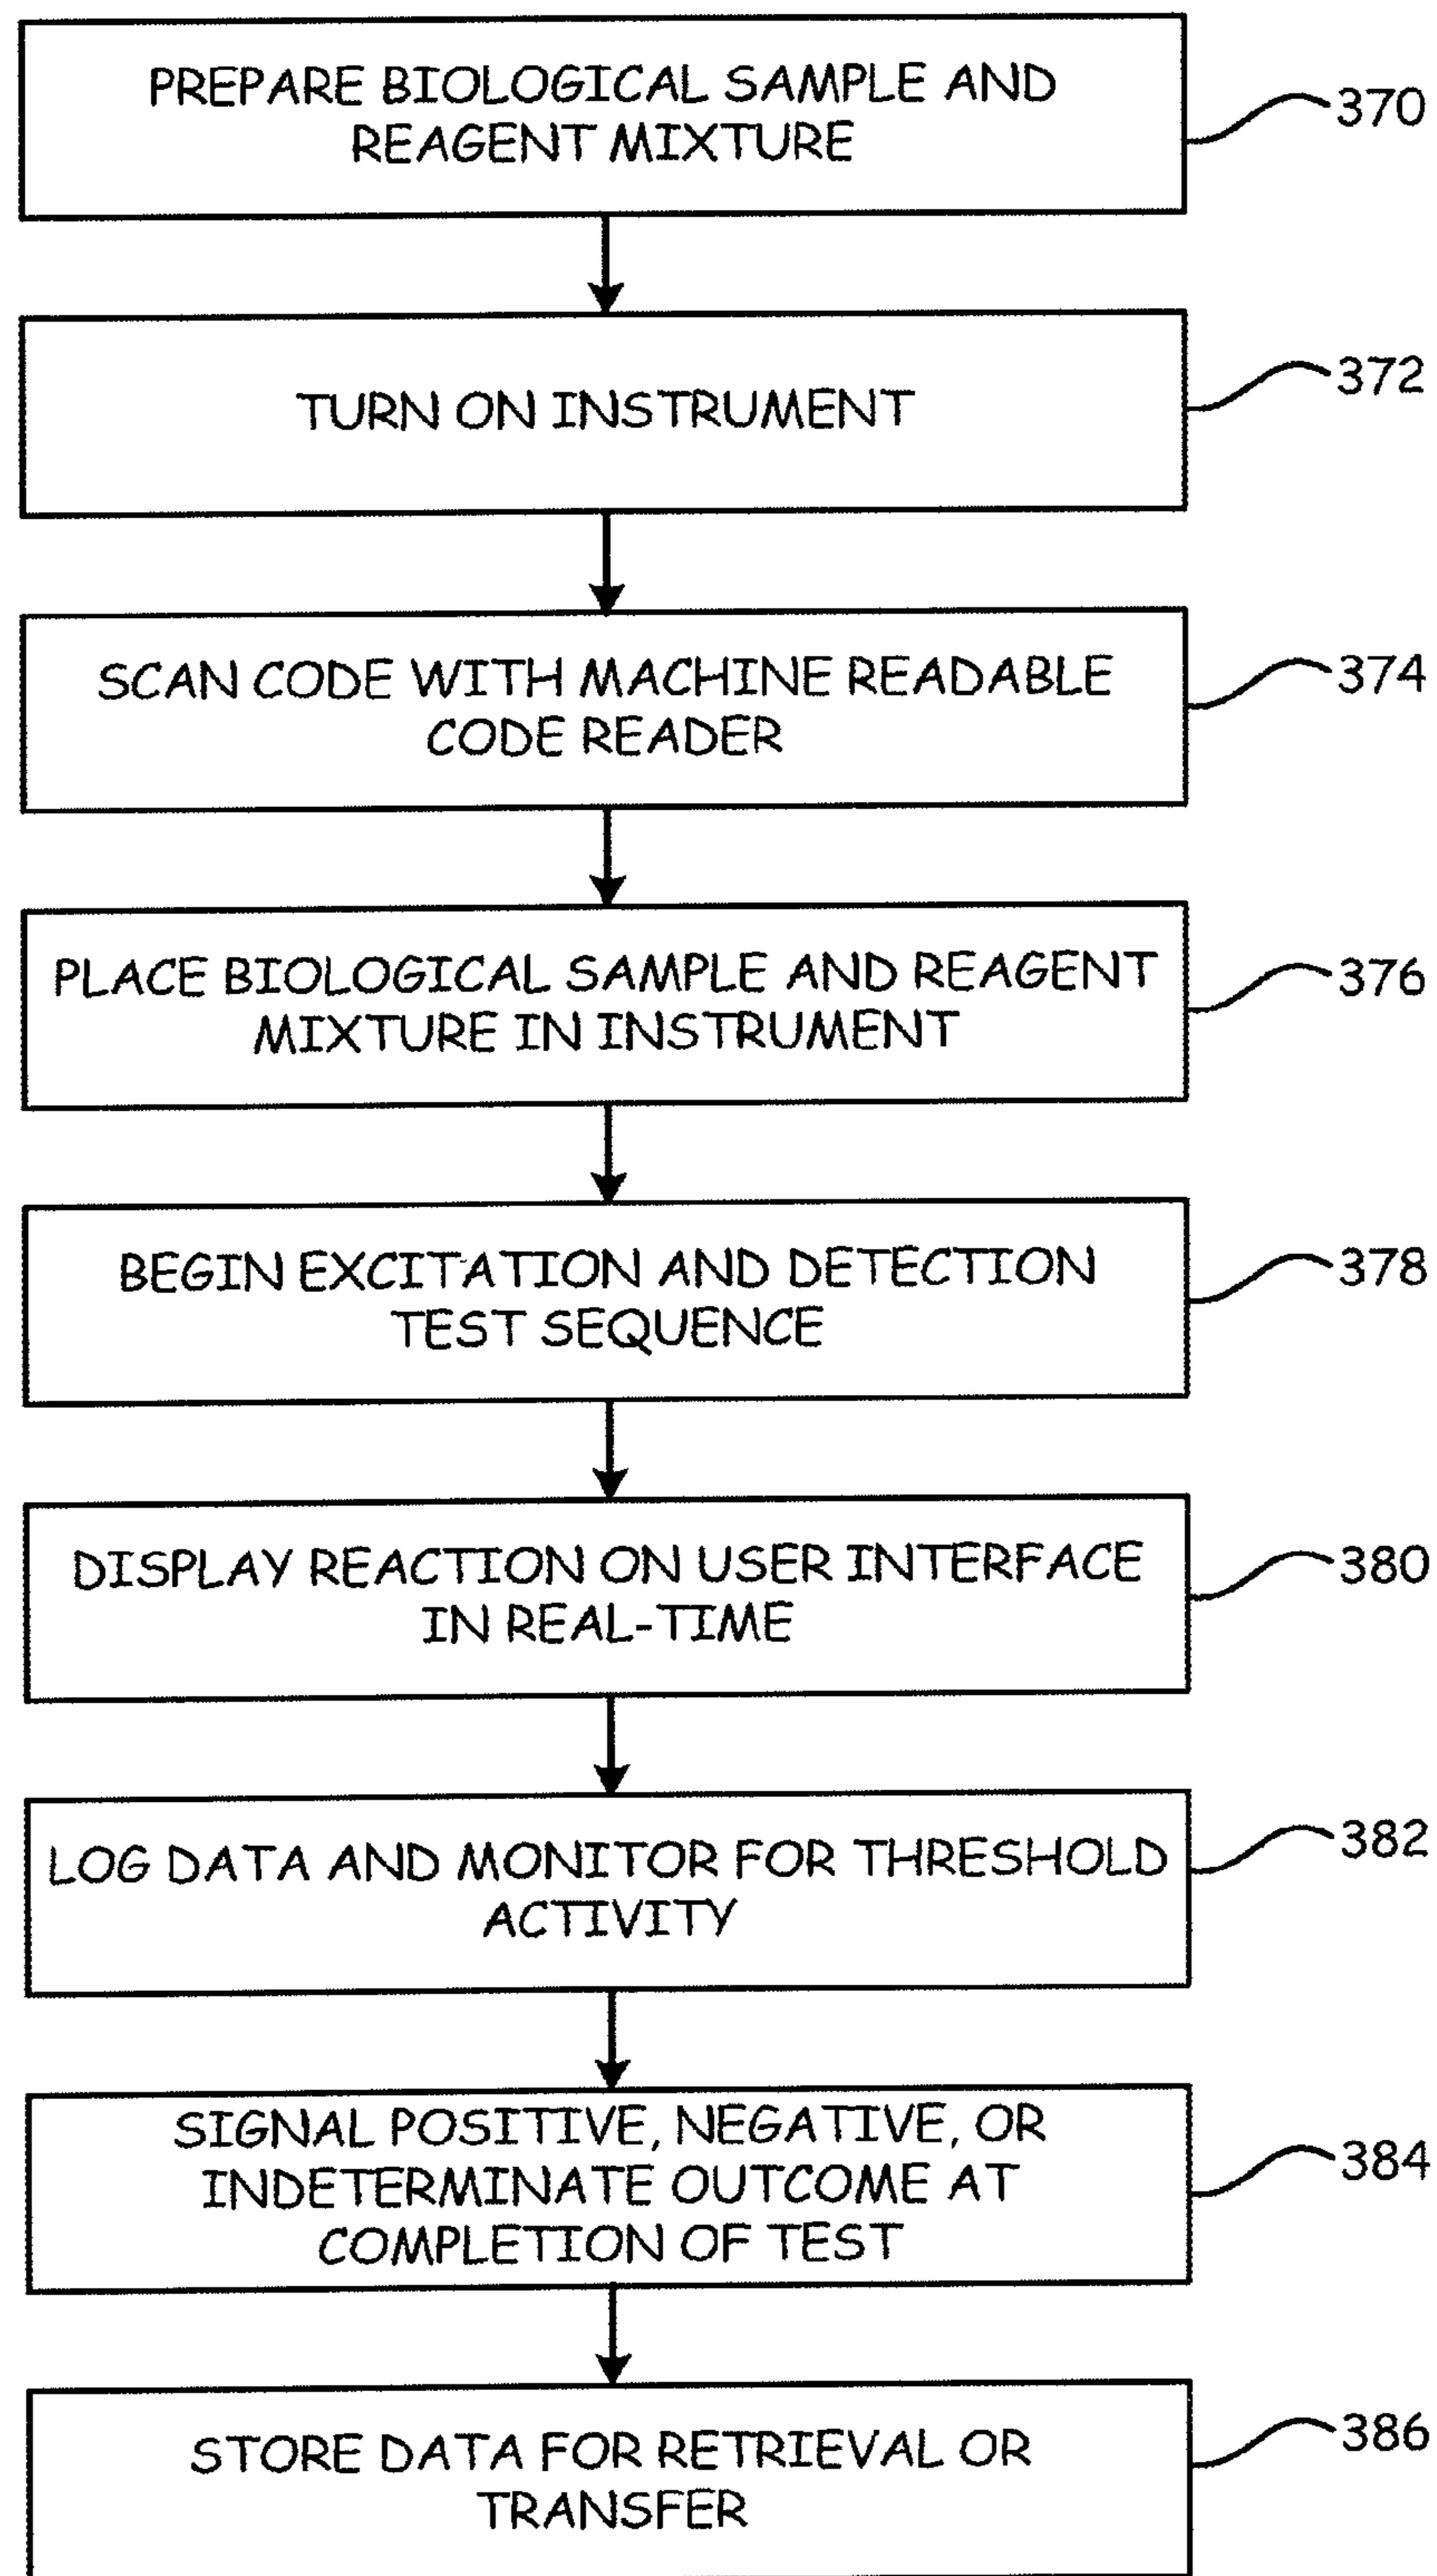 PREPARE BIOLOGICAL SAMPLE AND
REAGENT MIXTURE
370
TURN ON INSTRUMENT
372
SCAN CODE WITH MACHINE READABLE
CODE READER
374
PLACE BIOLOGICAL SAMPLE AND REAGENT
MIXTURE IN INSTRUMENT
376
BEGIN EXCITATION AND DETECTION
TEST SEQUENCE
378
DISPLAY REACTION ON USER INTERFACE
IN REAL-TIME
380
LOG DATA AND MONITOR FOR THRESHOLD
ACTIVITY
382
SIGNAL POSITIVE, NEGATIVE, OR
INDETERMINATE OUTCOME AT
COMPLETION OF TEST
384
STORE DATA FOR RETRIEVAL OR
TRANSFER
386